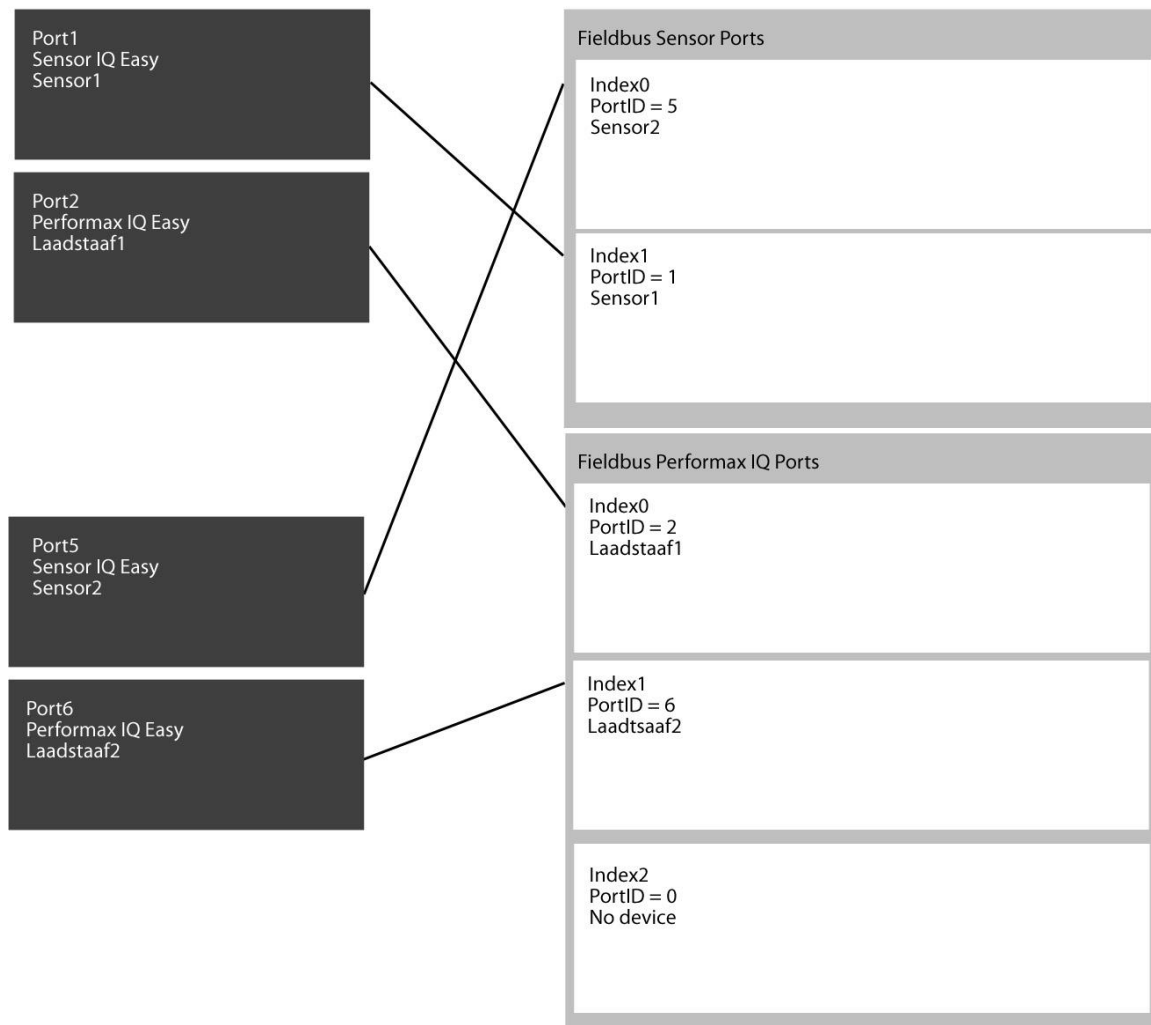 Port1
Sensor IQ Easy
Sensor1
Port2
Performax IQ Easy
Laadstaaf1
Port5
Sensor IQ Easy
Sensor2
Port6
Performax IQ Easy
Laadstaaf2
Fieldbus Sensor Ports
Index0
PortID = 5
Sensor2
Index1
PortID = 1
Sensor1
Fieldbus Performax IQ Ports
Index0
PortID = 2
Laadstaaf1
Index1
PortID = 6
Laadtsaaf2
Index2
PortID = 0
No device